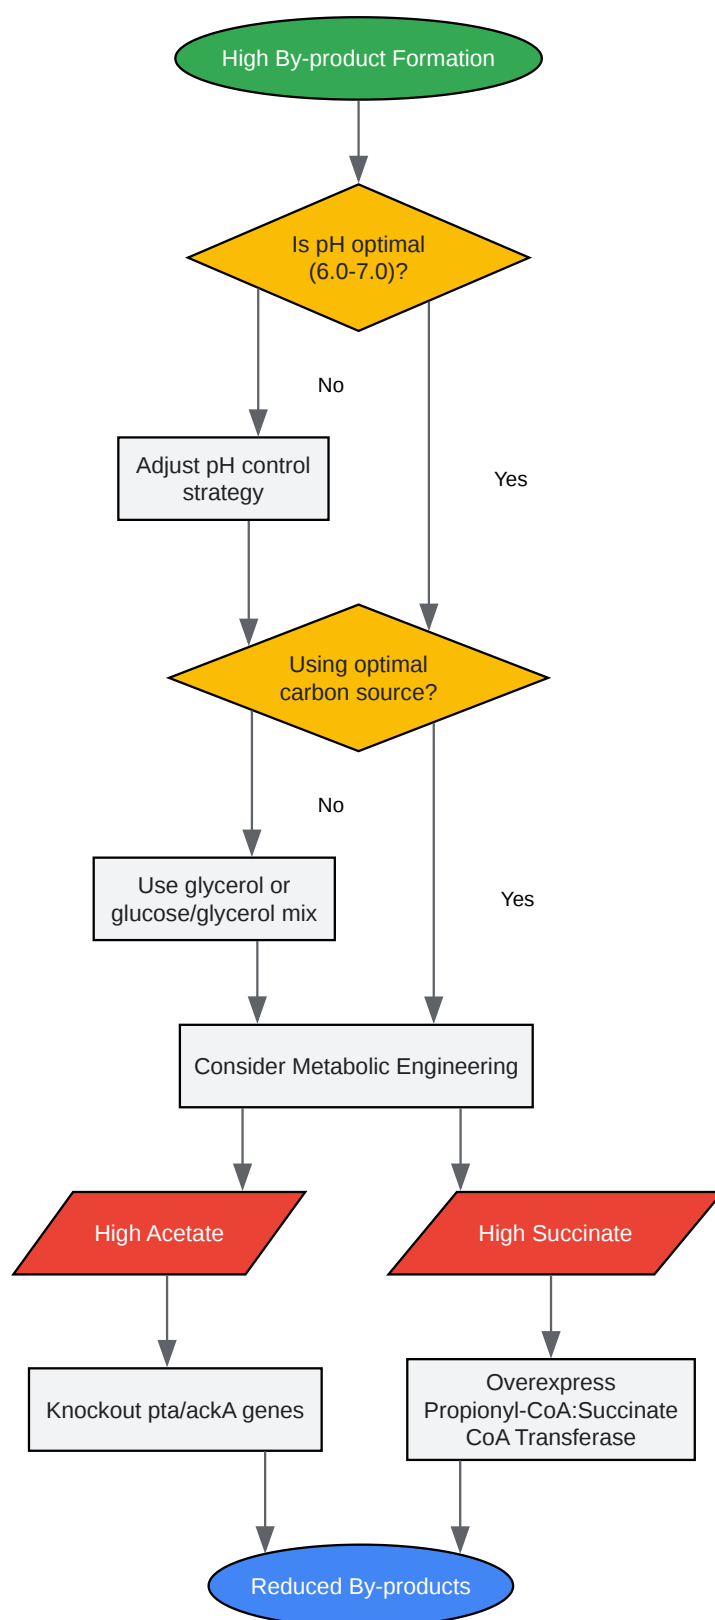 High By-product Formation
Is pH optimal
(6.0-7.0)?
No
Adjust pH control
strategy
Yes
Using optimal
carbon source?
No
Use glycerol or
glucose/glycerol mix
Yes
Consider Metabolic Engineering
High Acetate
High Succinate
Knockout pta/ackA genes
Overexpress
Propionyl-CoA:Succinate
CoA Transferase
Reduced By-products